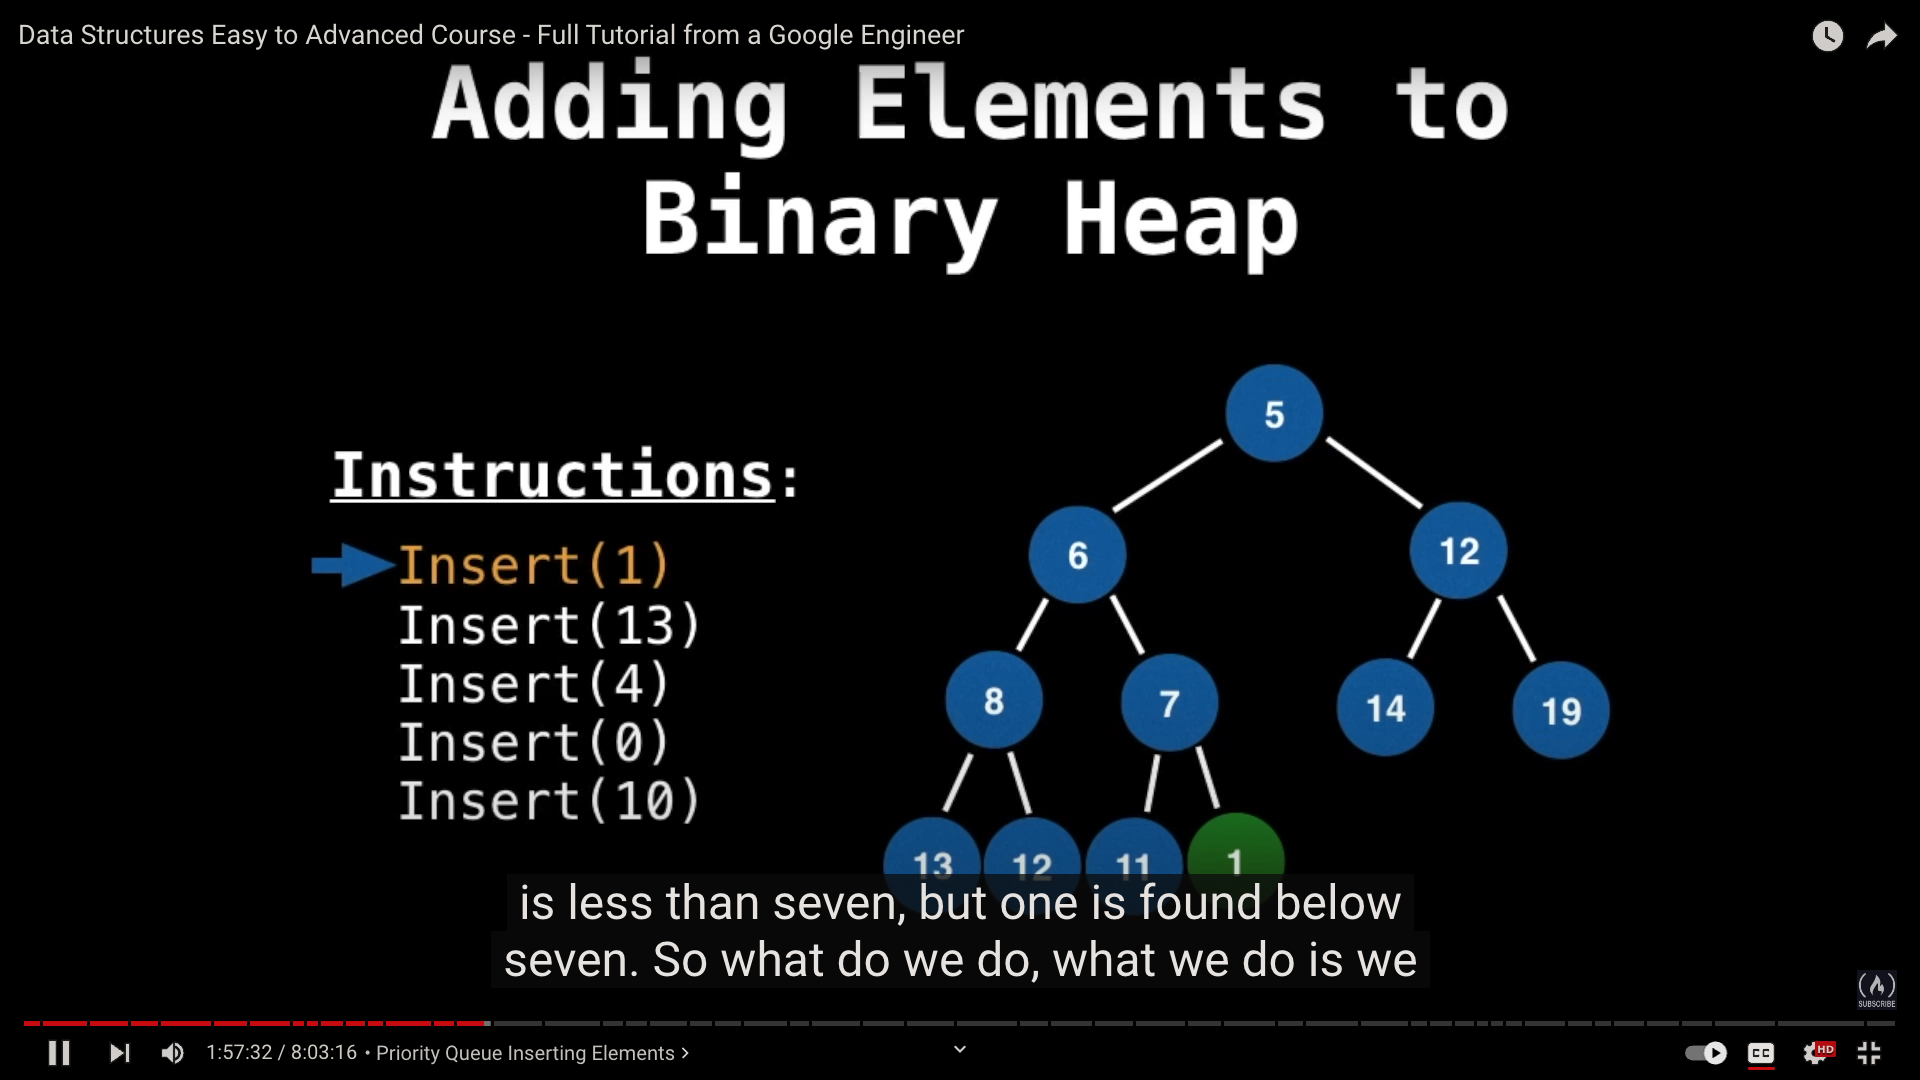 Data Structures Easy to Advanced Course - Full Tutorial from a Google Engineer
Adding Elements to
Binary Heap
Instructions:
Insert(1)
Insert(13)
Insert(4)
Insert(0)
Insert(10)
5
6
12
8
7
14
19
13
12
11
1
is less than seven, but one is found below
seven. So what do we do, what we do is we
SUBSCRIBE
1:57:32 / 8:03:16 • Priority Queue Inserting Elements
CC
HD